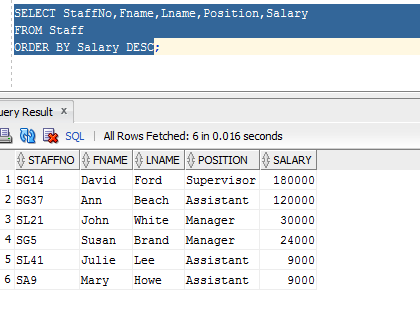 SELECT StaffNo,Fname,Lname,Position,Salary
FROM Staff
ORDER BY Salary DESC;
Query Result x
SQL | All Rows Fetched: 6 in 0.016 seconds
STAFFNO FNAME LNAME POSITION SALARY
1 SG14 David Ford Supervisor 180000
2 SG37 Ann Beach Assistant 120000
3 SL21 John White Manager 30000
4 SG5 Susan Brand Manager 24000
5 SL41 Julie Lee Assistant 9000
6 SA9 Mary Howe Assistant 9000